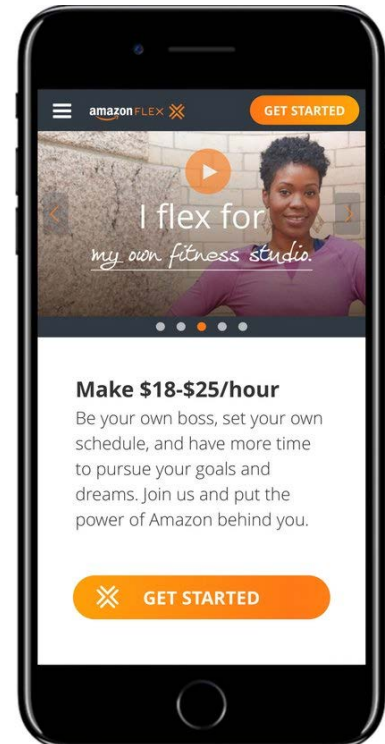 amazon FLEX
GET STARTED
I flex for
my own fitness studio.
Make $18-$25/hour
Be your own boss, set your own
schedule, and have more time
to pursue your goals and
dreams. Join us and put the
power of Amazon behind you.
GET STARTED